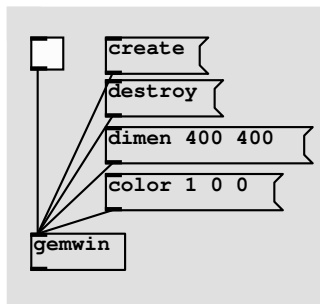 create
destroy
dimen 400 400
color 1 0 0
gemwin